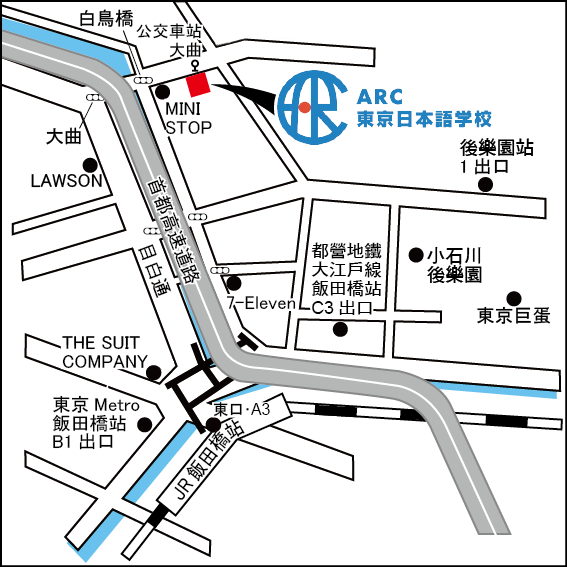 白鳥橋
公交車站
大曲
MINI
STOP
ARC
東京日本語学校
大曲
LAWSON
後樂園站
1 出口
首都高速道路
目白通
都營地鐵
大江戶線
飯田橋站
C3 出口
小石川
後樂園
7-Eleven
東京巨蛋
THE SUIT
COMPANY
東京 Metro
飯田橋站
B1 出口
東口·A3
JR 飯田橋站